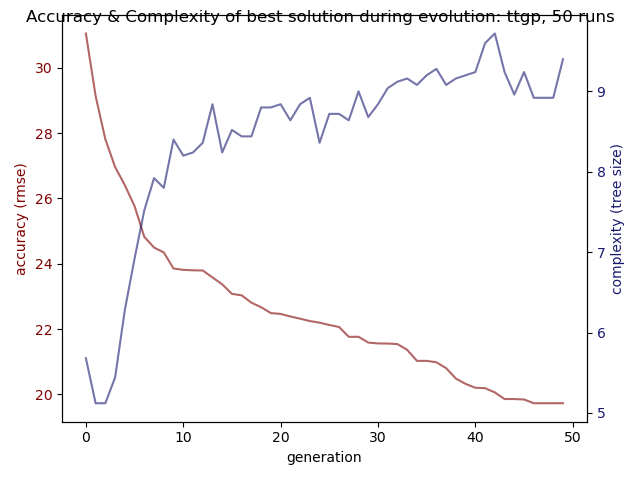 Accuracy & Complexity of best solution during evolution: ttgp, 50 runs
30
28
26
24
22
20
accuracy (rmse)
9
8
7
6
5
complexity (tree size)
0 10 20 30 40 50
generation